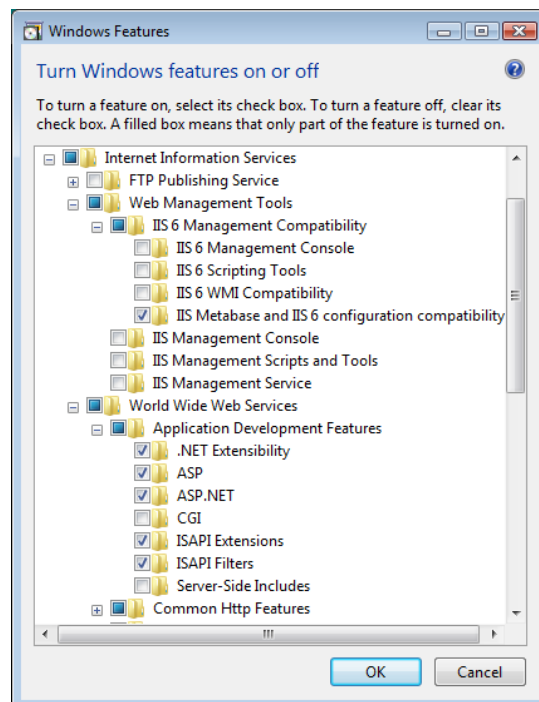 Windows Features
Turn Windows features on or off
To turn a feature on, select its check box. To turn a feature off, clear its
check box. A filled box means that only part of the feature is turned on.
Internet Information Services
FTP Publishing Service
Web Management Tools
IIS 6 Management Compatibility
IIS 6 Management Console
IIS 6 Scripting Tools
IIS 6 WMI Compatibility
IIS Metabase and IIS 6 configuration compatibility
IIS Management Console
IIS Management Scripts and Tools
IIS Management Service
World Wide Web Services
Application Development Features
.NET Extensibility
ASP
ASP.NET
CGI
ISAPI Extensions
ISAPI Filters
Server-Side Includes
Common Http Features
OK Cancel